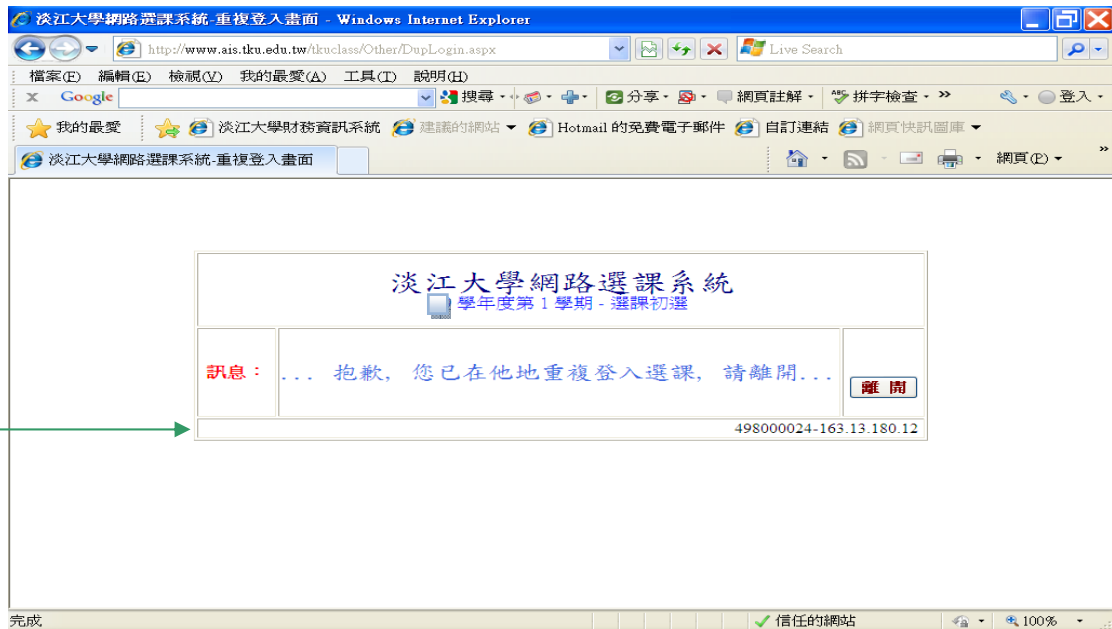 淡江大學網路選課系統-重複登入畫面 - Windows Internet Explorer
http://www.ais.tku.edu.tw/tkuclass/Other/DupLogin.aspx
Live Search
檔案(F) 編輯(E) 檢視(V) 我的最愛(A) 工具(T) 說明(H)
x Google 搜尋 分享 網頁註解 ABC 拼字檢查 » 登入
我的最愛 淡江大學財務資訊系統 建議的網站 Hotmail 的免費電子郵件 自訂連結 網頁快訊圖庫
淡江大學網路選課系統-重複登入畫面 網頁(P) »
淡江大學網路選課系統
學年度第 1 學期 - 選課初選
訊息： ... 抱歉, 您已在他地重複登入選課, 請離開... 離 開
498000024-163.13.180.12
完成 信任的網站 100%